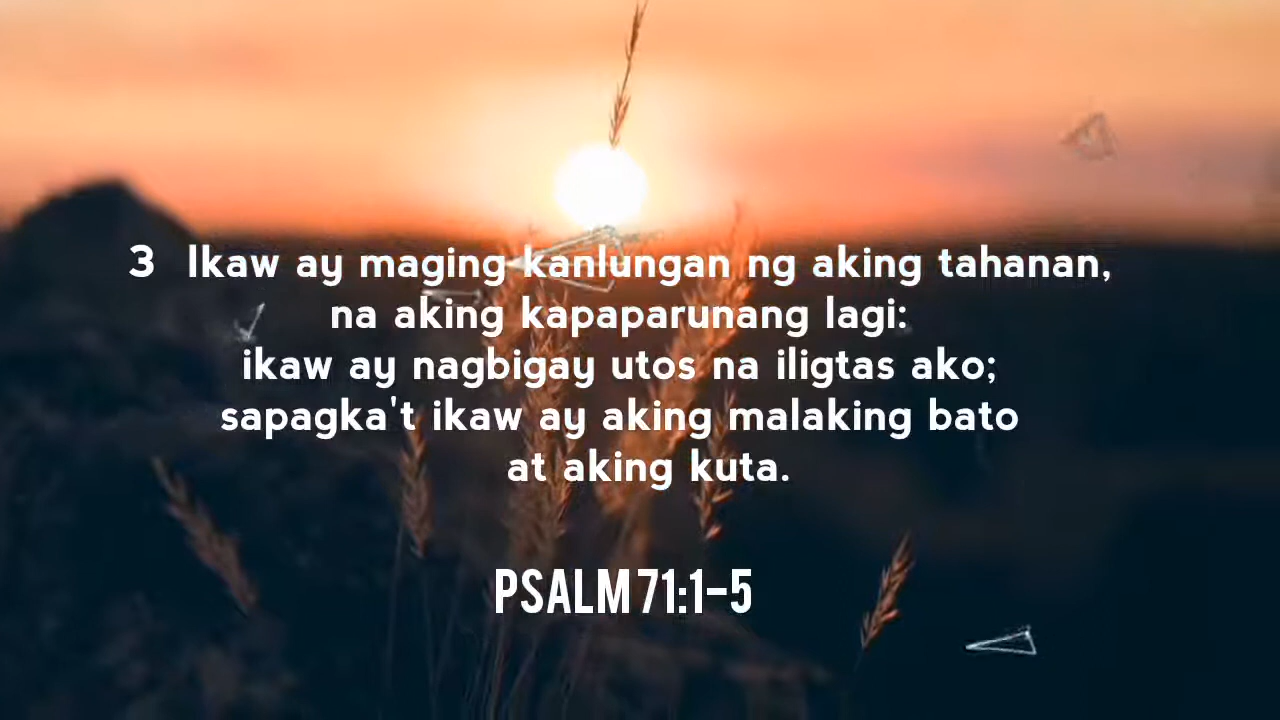 3 Ikaw ay maging kanlungan ng aking tahanan,
na aking kapaparunang lagi:
ikaw ay nagbigay utos na iligtas ako;
sapagka't ikaw ay aking malaking bato
at aking kuta.
PSALM 71:1-5